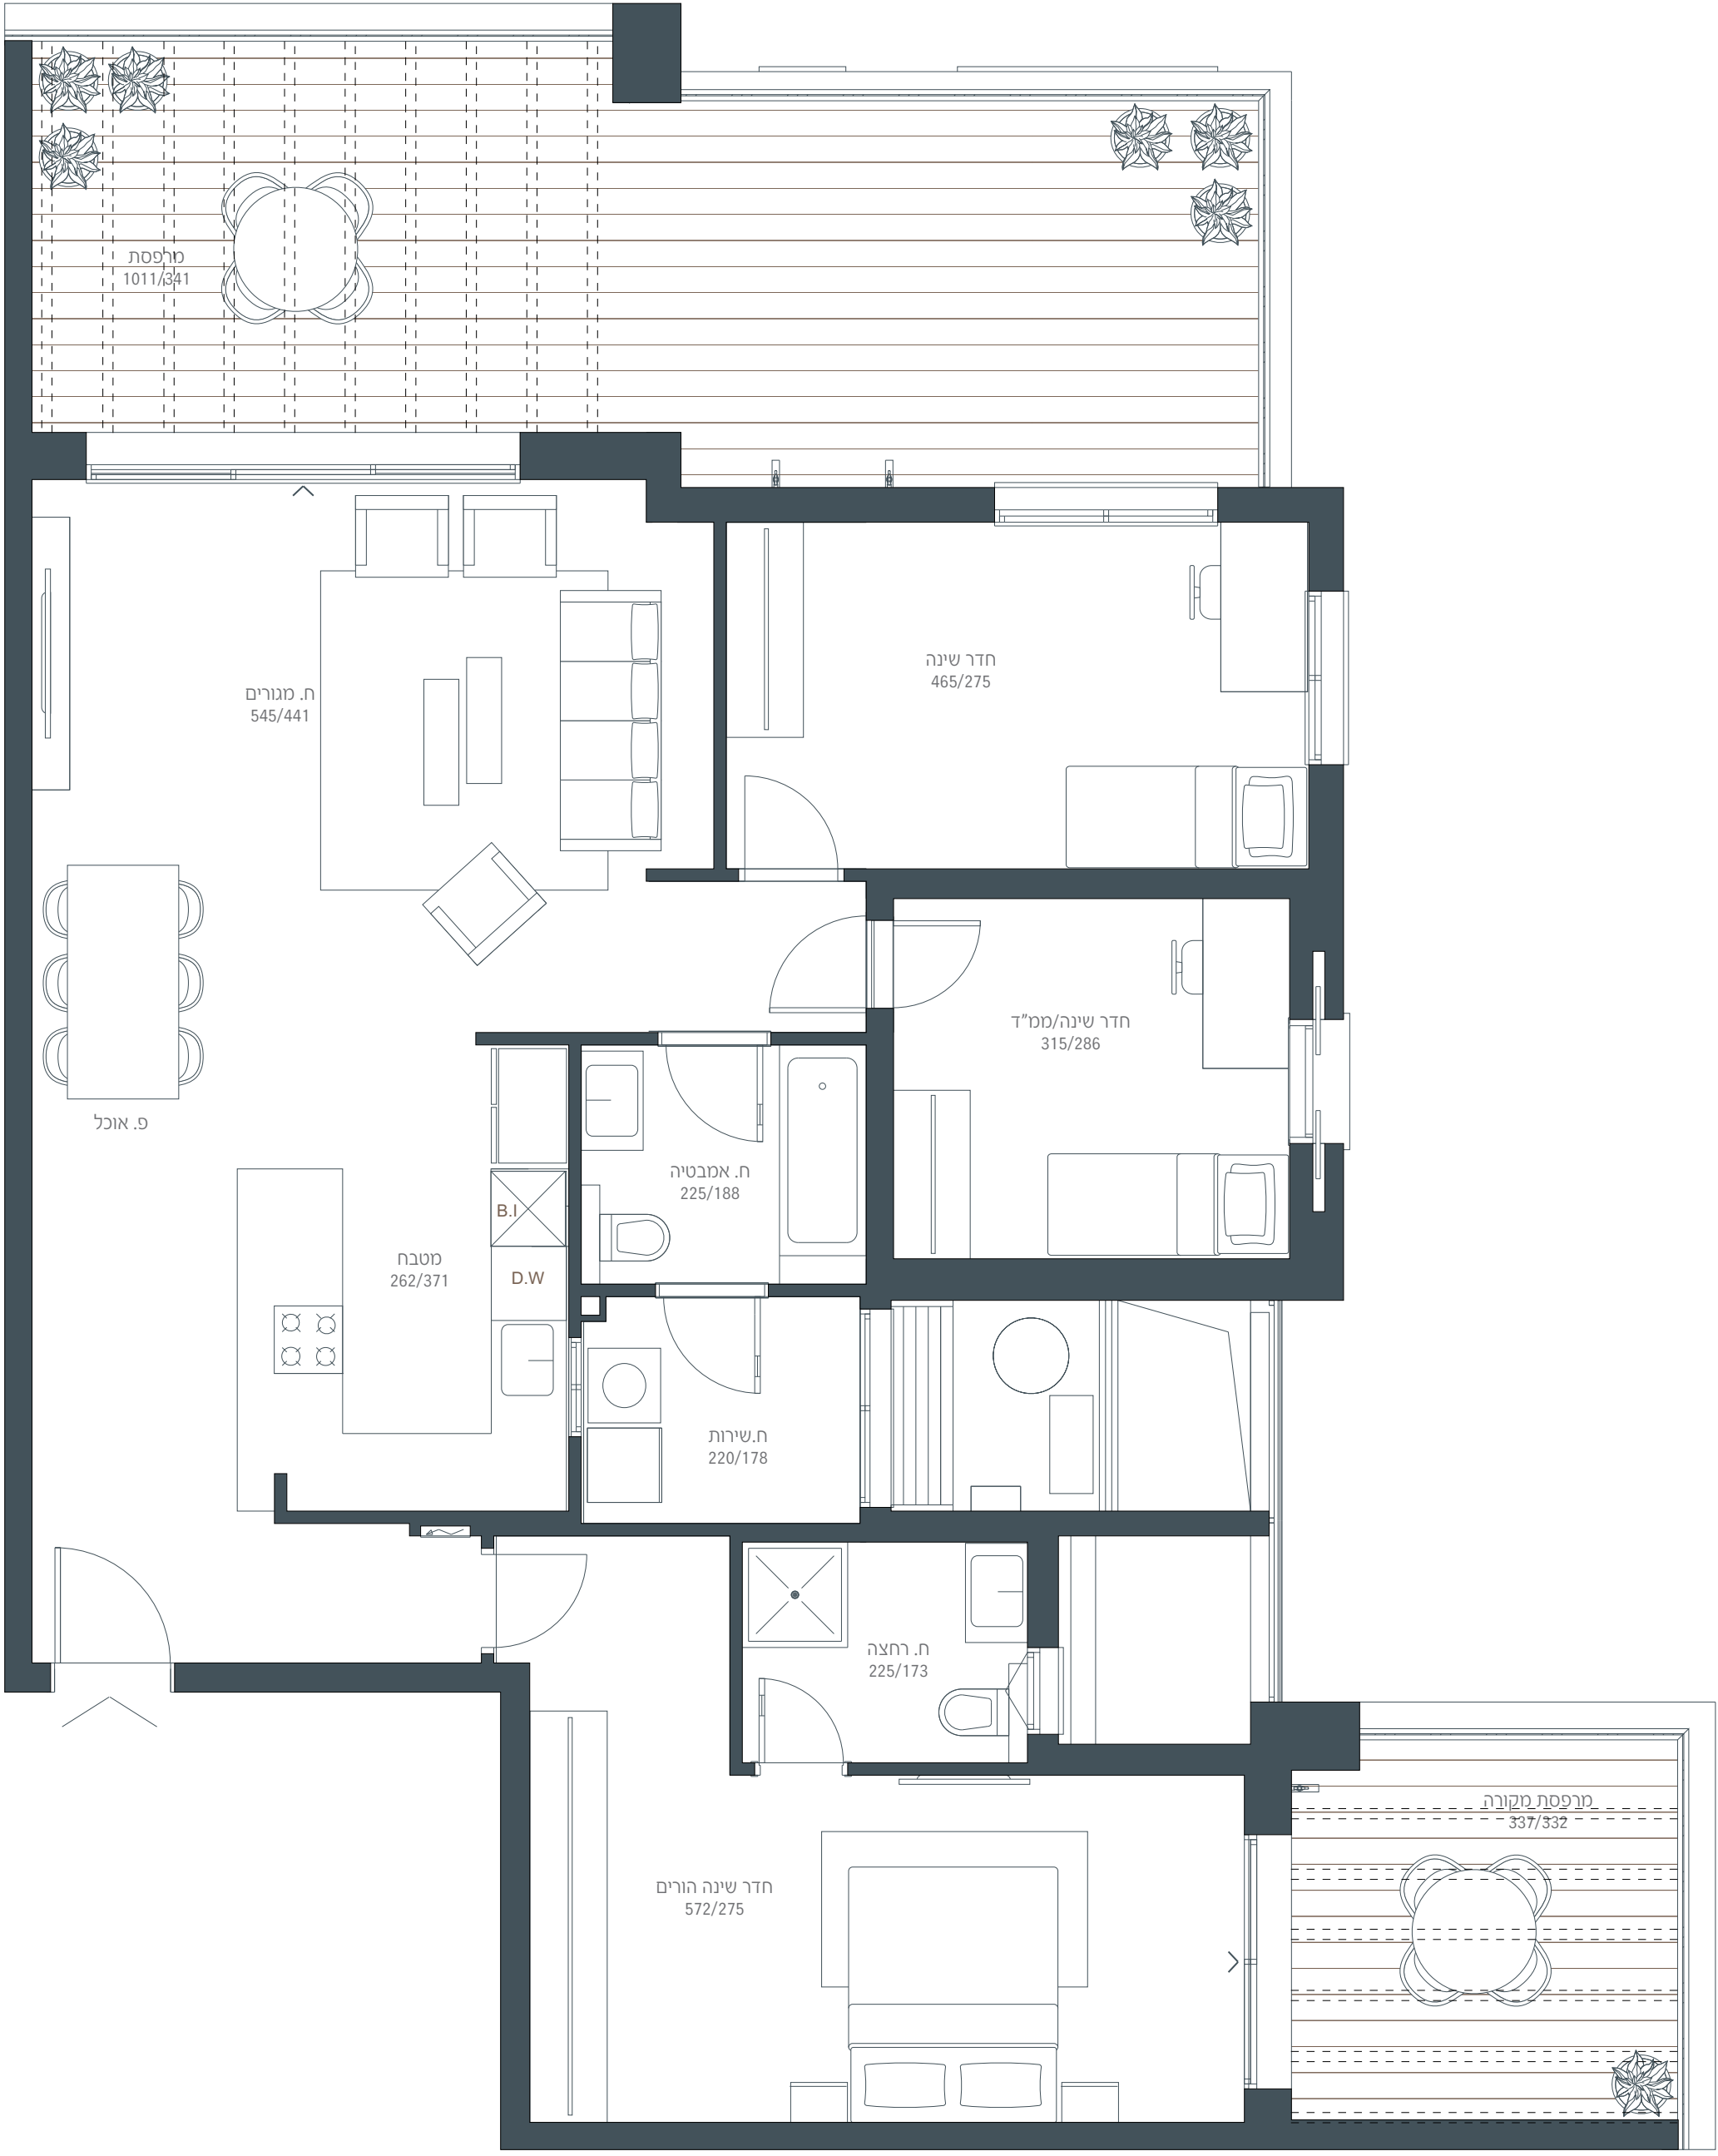 מרפסת
1011/341
חדר שינה
465/275
ח. מגורים
545/441
חדר שינה/ממ"ד
315/286
פ. אוכל
ח. אמבטיה
225/188
B.I
D.W
מטבח
262/371
ח.שירות
220/178
ח. רחצה
225/173
מרפסת מקורה
337/332
חדר שינה הורים
572/275